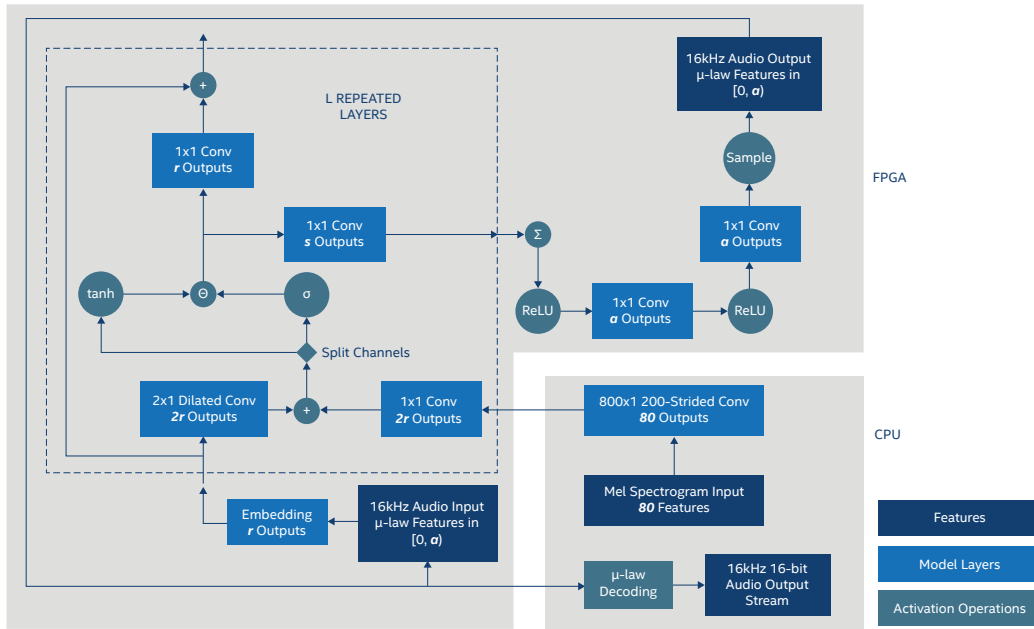 16kHz Audio Output
μ-law Features in
[0, a)
+
L REPEATED
LAYERS
1x1 Conv
r Outputs
Sample
FPGA
1x1 Conv
s Outputs
Σ
1x1 Conv
a Outputs
tanh
Θ
σ
ReLU
1x1 Conv
a Outputs
ReLU
Split Channels
2x1 Dilated Conv
2r Outputs
+
1x1 Conv
2r Outputs
800x1 200-Strided Conv
80 Outputs
CPU
Mel Spectrogram Input
80 Features
Embedding
r Outputs
16kHz Audio Input
μ-law Features in
[0, a)
μ-law
Decoding
16kHz 16-bit
Audio Output
Stream
Features
Model Layers
Activation Operations